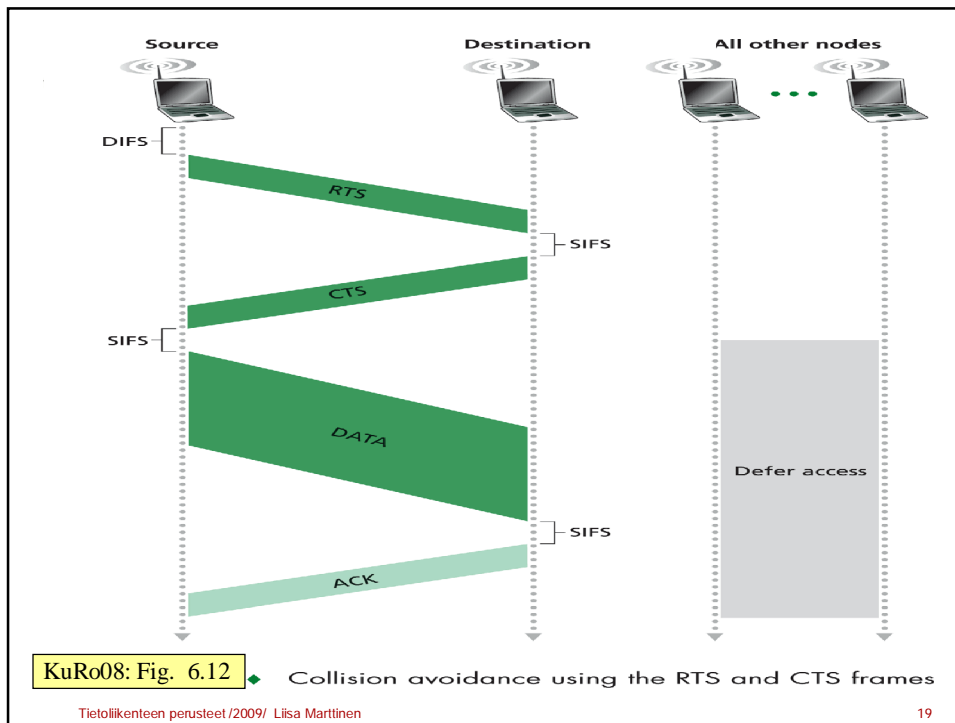 Source
Destination
All other nodes
DIFS
RTS
SIFS
CTS
SIFS
DATA
Defer access
SIFS
ACK
KuRo08: Fig. 6.12
Collision avoidance using the RTS and CTS frames
Tietoliikenteen perusteet /2009/ Liisa Marttinen
19